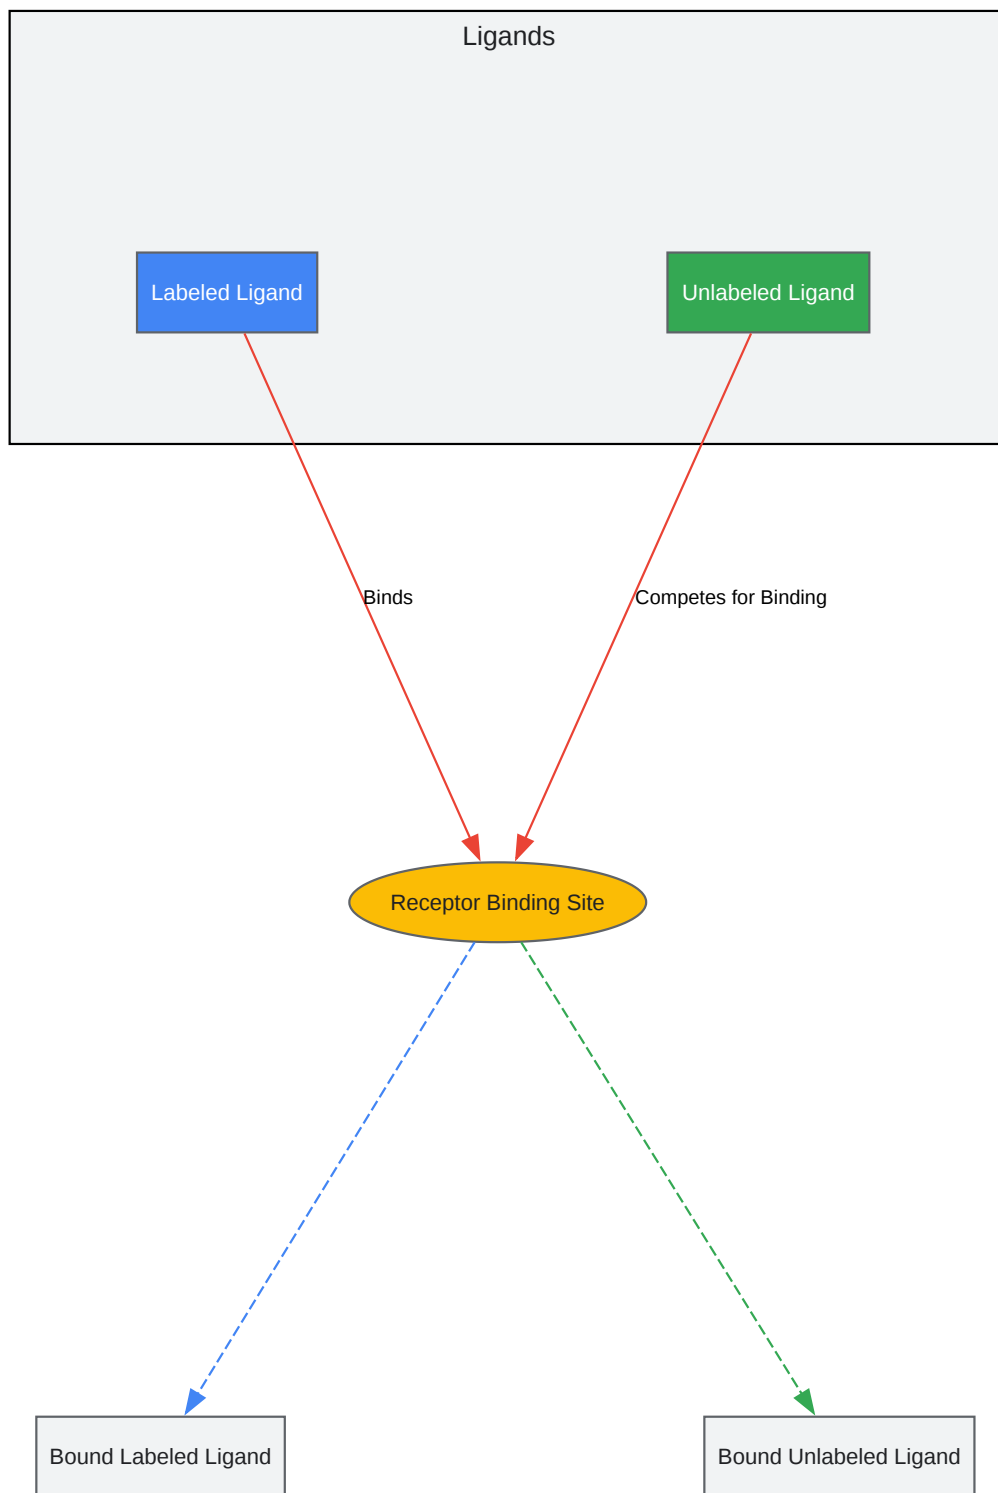 Ligands
Labeled Ligand
Unlabeled Ligand
Binds
Competes for Binding
Receptor Binding Site
Bound Labeled Ligand
Bound Unlabeled Ligand